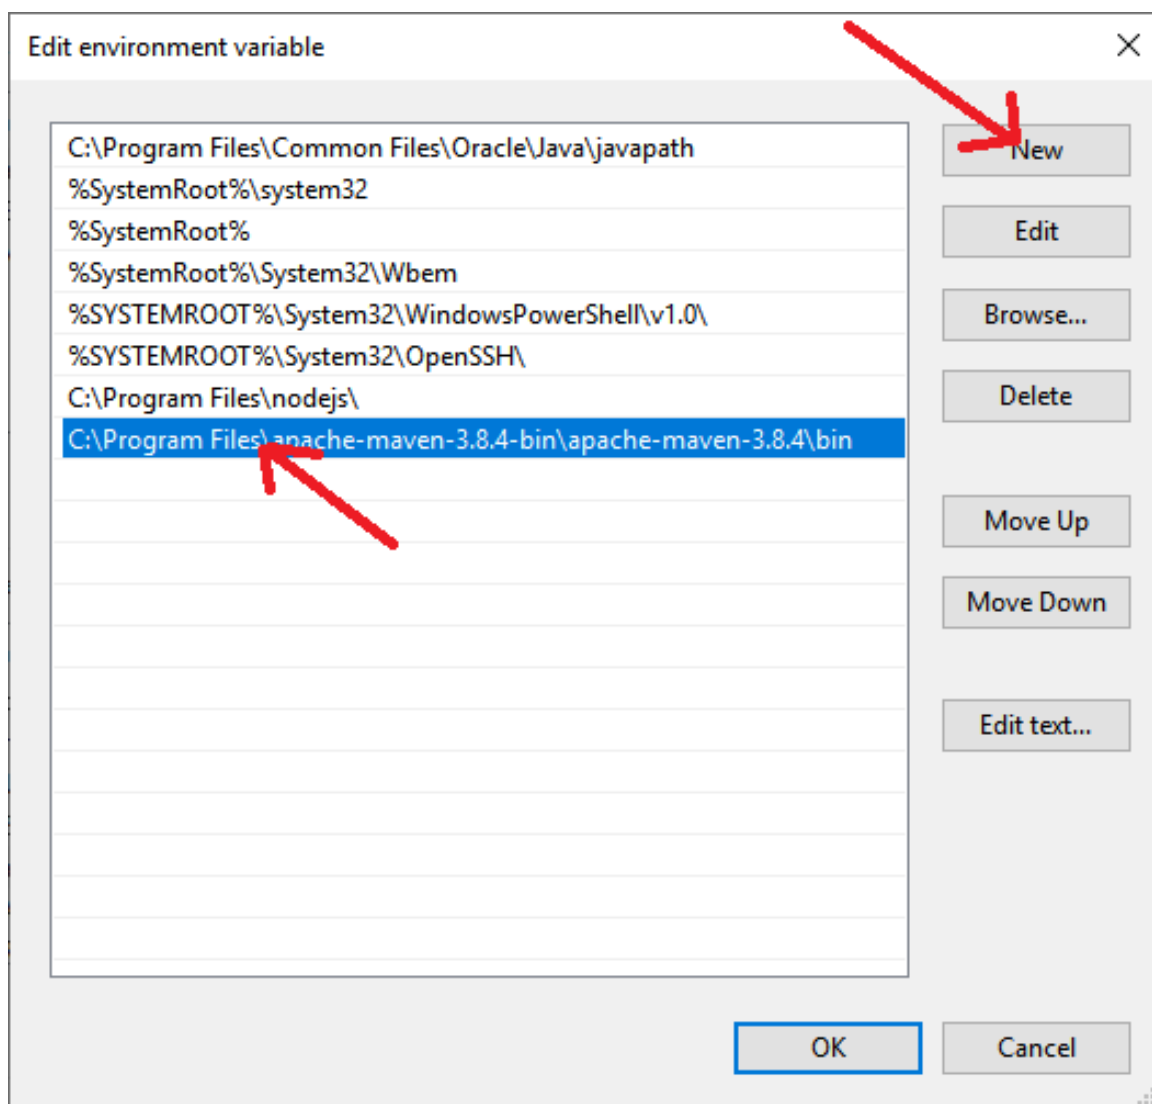 Edit environment variable
C:\Program Files\Common Files\Oracle\Java\javapath
%SystemRoot%\system32
%SystemRoot%
%SystemRoot%\System32\Wbem
%SYSTEMROOT%\System32\WindowsPowerShell\v1.0\
%SYSTEMROOT%\System32\OpenSSH\
C:\Program Files\nodejs\
C:\Program Files\apache-maven-3.8.4-bin\apache-maven-3.8.4\bin
New
Edit
Browse...
Delete
Move Up
Move Down
Edit text...
OK
Cancel